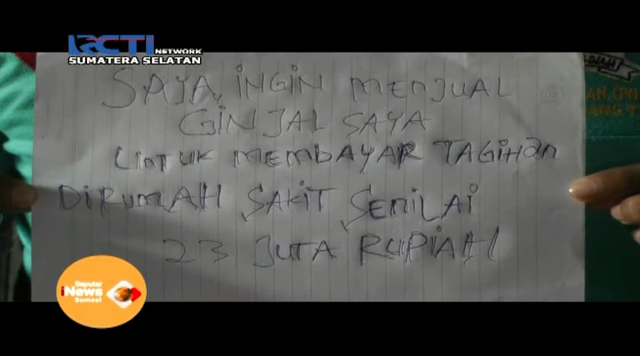 RCTI NETWORK
SUMATERA SELATAN
SAYA INGIN MENJUAL
GINJAL SAYA
UNTUK MEMBAYAR TAGIHAN
DIRUMAH SAKIT SENILAI
23 JUTA RUPIAH
Seputar
iNews
Sumsel